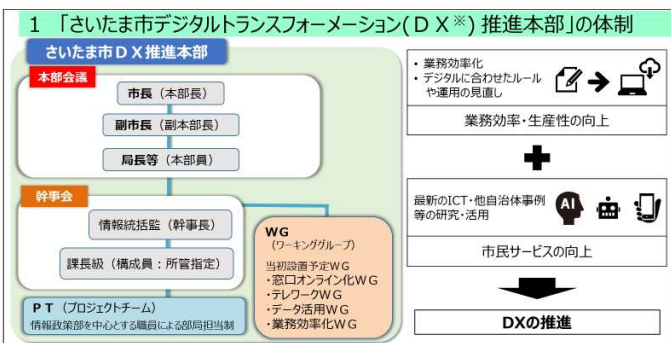 1 「さいたま市デジタルトランスフォーメーション(ＤＸ※) 推進本部」の体制
さいたま市ＤＸ推進本部
本部会議
市長（本部長）
副市長（副本部長）
局長等（本部員）
幹事会
情報統括監（幹事長）
課長級（構成員：所管指定）
ＰＴ（プロジェクトチーム）
情報政策部を中心とする職員による部局担当制
WG
（ワーキンググループ）
当初設置予定ＷＧ
・窓口オンライン化ＷＧ
・テレワークＷＧ
・データ活用ＷＧ
・業務効率化ＷＧ
・業務効率化
・デジタルに合わせたルール
や運用の見直し
業務効率・生産性の向上
最新のICT・他自治体事例
等の研究・活用
AI
市民サービスの向上
DXの推進